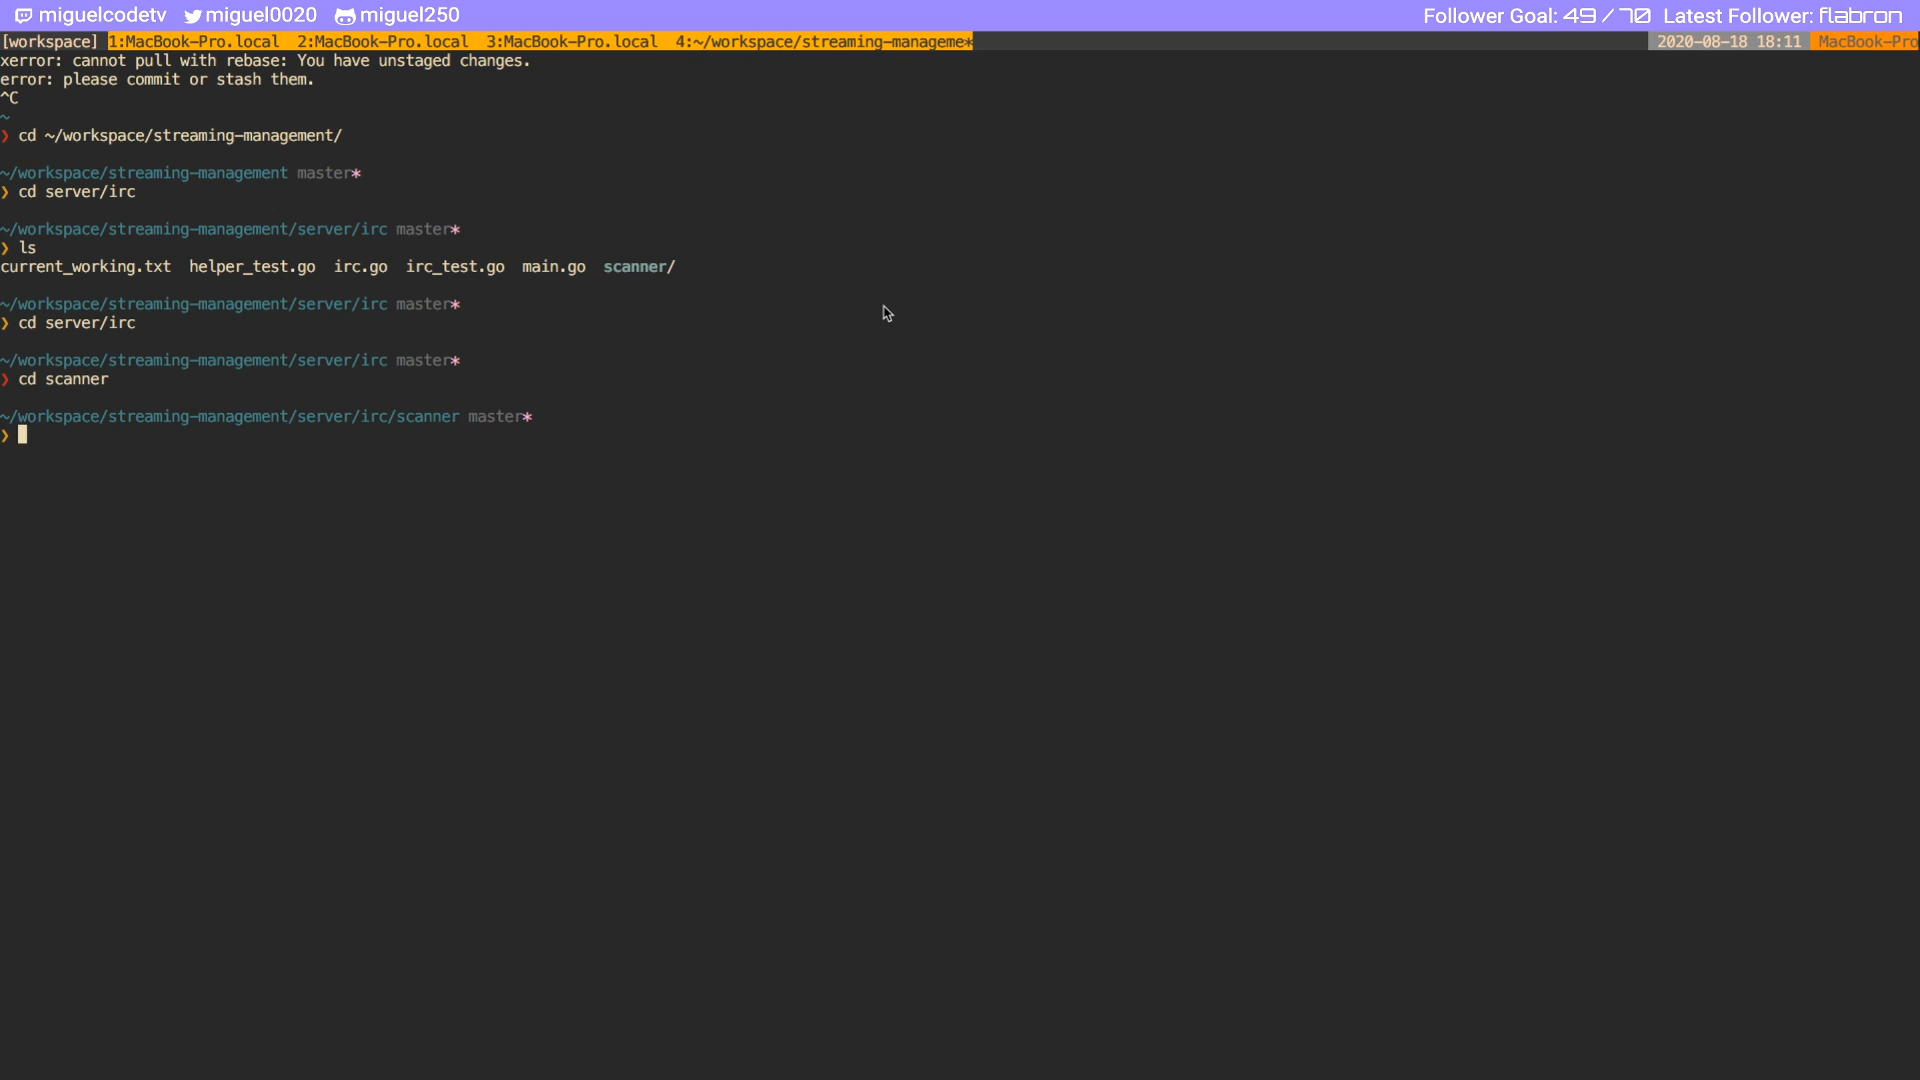 miguelcodetv miguel0020 miguel250 Follower Goal: 49 / 70 Latest Follower: flabron
[workspace] 1:MacBook-Pro.local 2:MacBook-Pro.local 3:MacBook-Pro.local 4:~/workspace/streaming-manageme* 2020-08-18 18:11 MacBook-Pro
xerror: cannot pull with rebase: You have unstaged changes.
error: please commit or stash them.
^C
~
❯ cd ~/workspace/streaming-management/
~/workspace/streaming-management master*
❯ cd server/irc
~/workspace/streaming-management/server/irc master*
❯ ls
current_working.txt helper_test.go irc.go irc_test.go main.go scanner/
~/workspace/streaming-management/server/irc master*
❯ cd server/irc
~/workspace/streaming-management/server/irc master*
❯ cd scanner
~/workspace/streaming-management/server/irc/scanner master*
❯